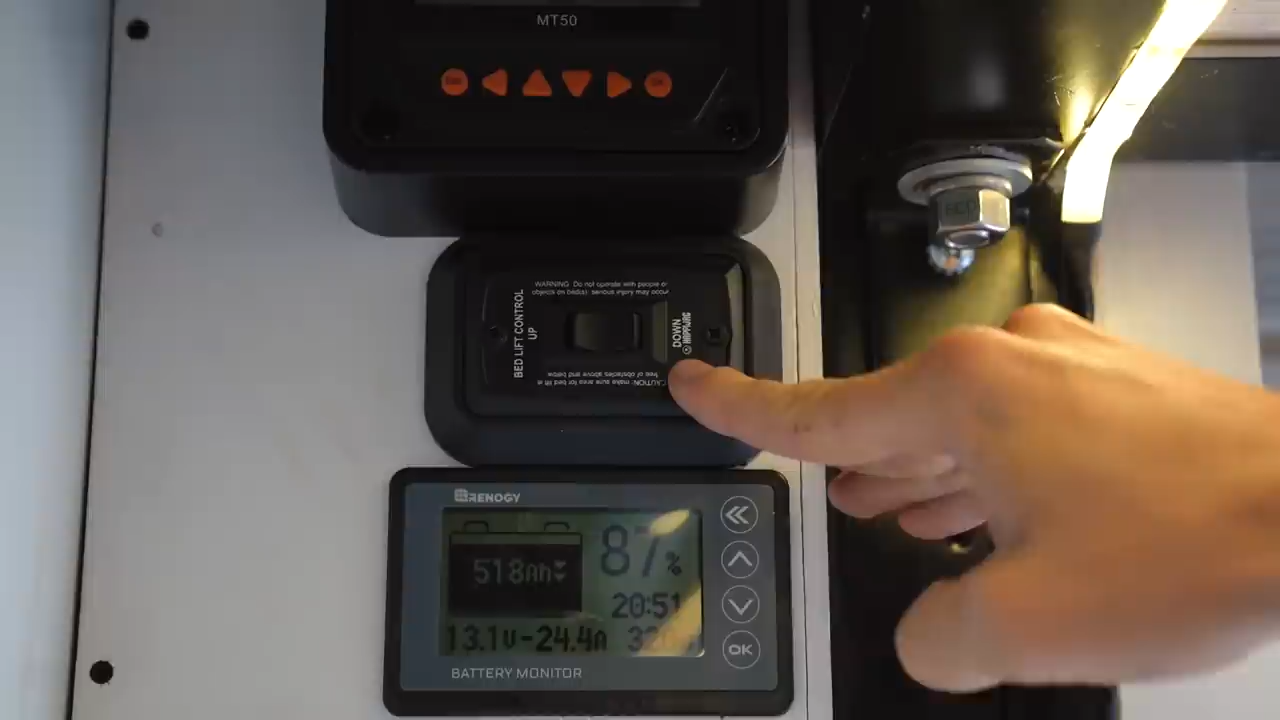 MT50
WARNING: Do not operate with people or
objects on bed(s), serious injury may occur
BED LIFT CONTROL
UP
DOWN
HAPPIJAC
CAUTION: make sure area for bed lift is
free of obstacles above and below.
RENOGY
87%
518Ah
20:51
13.1V-24.4A
OK
BATTERY MONITOR